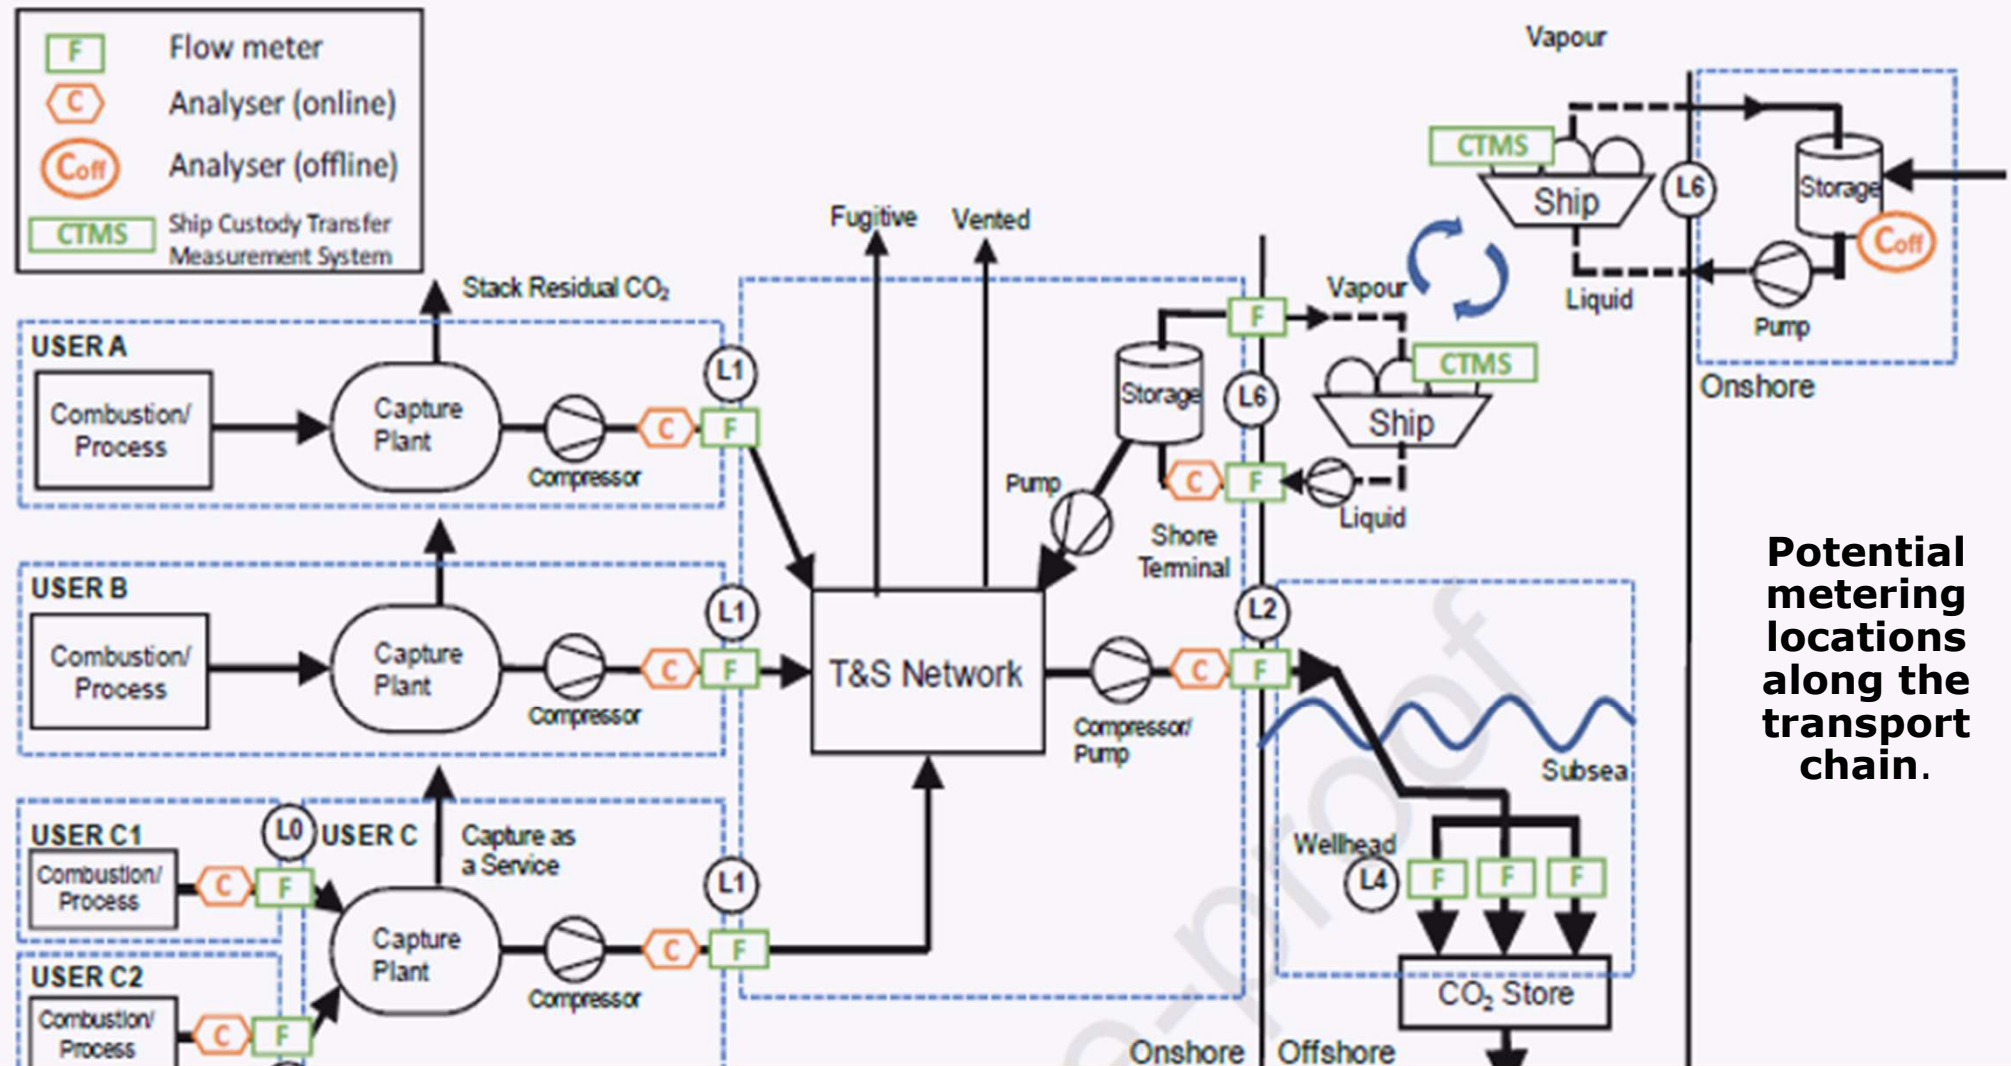 F Flow meter
C Analyser (online)
Coff Analyser (offline)
CTMS Ship Custody Transfer
Measurement System
Stack Residual CO₂
USER A
Combustion/
Process
Capture
Plant
Compressor
C
L1
F
USER B
Combustion/
Process
Capture
Plant
Compressor
C
L1
F
USER C1
Combustion/
Process
C
L0
F
USER C
Capture as
a Service
USER C2
Combustion/
Process
C
F
Capture
Plant
Compressor
C
L1
F
Fugitive
Vented
T&S Network
Pump
Storage
Shore
Terminal
F
L6
C
F
Vapour
CTMS
Ship
Liquid
Compressor/
Pump
C
L2
F
Subsea
Wellhead
L4
F
F
F
CO₂ Store
Onshore
Offshore
Vapour
CTMS
Ship
Liquid
L6
Storage
Coff
Pump
Onshore
Potential
metering
locations
along the
transport
chain.
e-proof